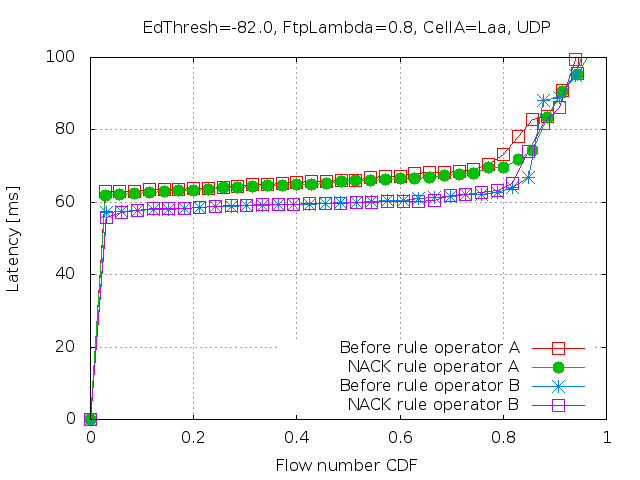 EdThresh=-82.0, FtpLambda=0.8, CellA=Laa, UDP
100
80
60
40
20
0
Latency [ms]
Before rule operator A
NACK rule operator A
Before rule operator B
NACK rule operator B
0 0.2 0.4 0.6 0.8 1
Flow number CDF